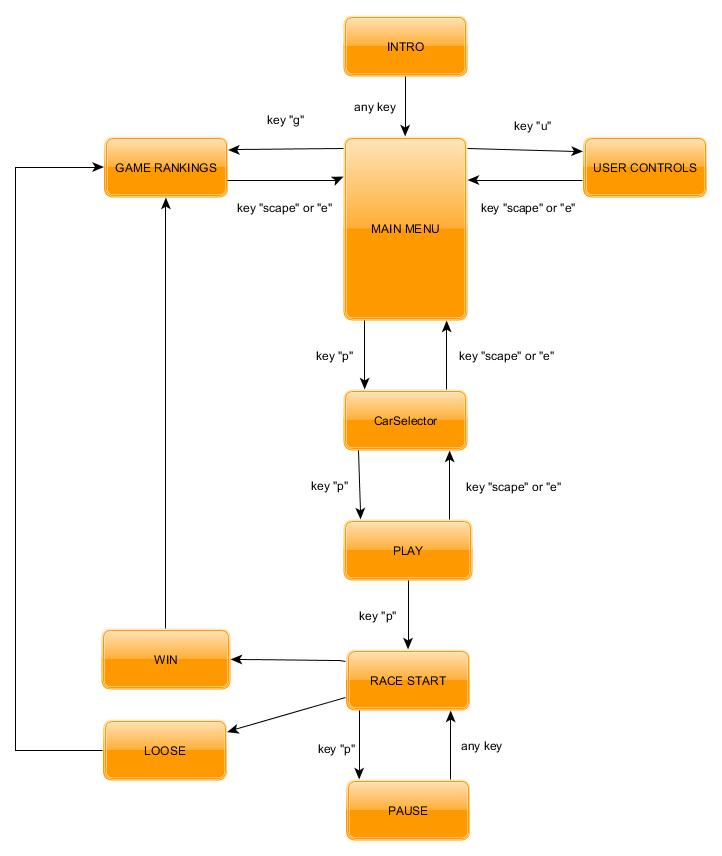 INTRO
any key
key "g"
key "u"
GAME RANKINGS
USER CONTROLS
key "scape" or "e"
key "scape" or "e"
MAIN MENU
key "p"
key "scape" or "e"
CarSelector
key "p"
key "scape" or "e"
PLAY
key "p"
WIN
RACE START
LOOSE
key "p"
any key
PAUSE